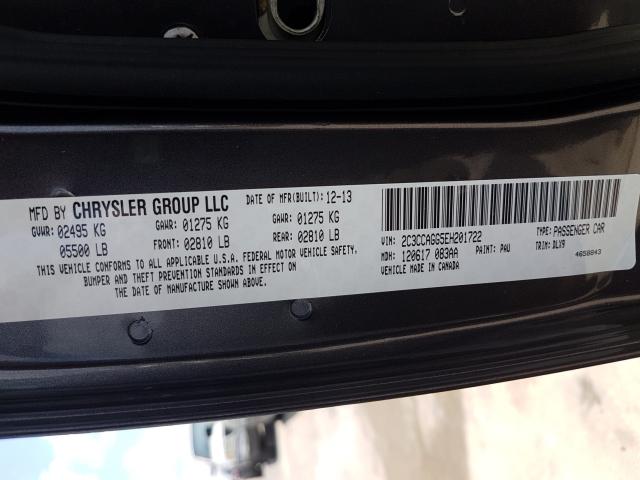 MFD BY CHRYSLER GROUP LLC DATE OF MFR(BUILT): 12-13
GVWR: 02495 KG GAWR: 01275 KG GAWR: 01275 KG
05500 LB FRONT: 02810 LB REAR: 02810 LB
THIS VEHICLE CONFORMS TO ALL APPLICABLE U.S.A. FEDERAL MOTOR VEHICLE SAFETY,
BUMPER AND THEFT PREVENTION STANDARDS IN EFFECT ON
THE DATE OF MANUFACTURE SHOWN ABOVE.
VIN: 2C3CCAGG5EH201722 TYPE: PASSENGER CAR
MDH: 120617 083AA PAINT: PAU TRIM: DLX9
VEHICLE MADE IN CANADA 4658843